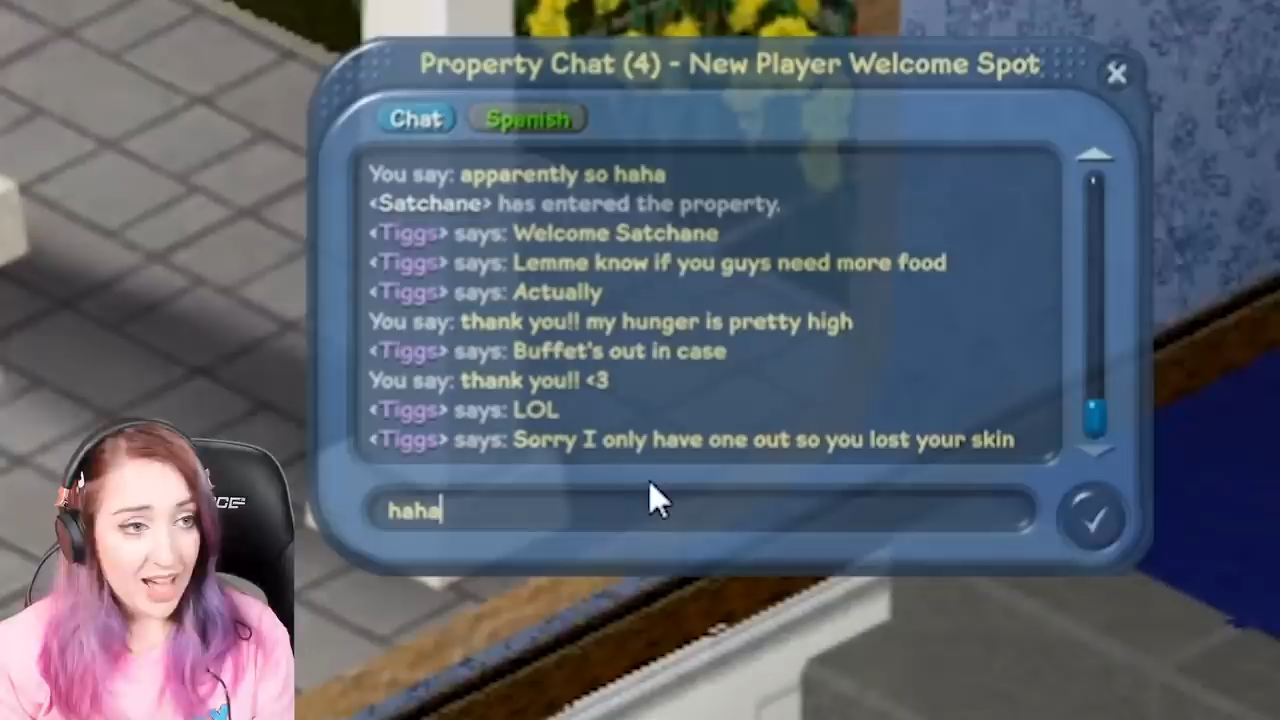 Property Chat (4) - New Player Welcome Spot
Chat
Spanish
You say: apparently so haha
<Satchane> has entered the property.
<Tiggs> says: Welcome Satchane
<Tiggs> says: Lemme know if you guys need more food
<Tiggs> says: Actually
You say: thank you!! my hunger is pretty high
<Tiggs> says: Buffet's out in case
You say: thank you!! <3
<Tiggs> says: LOL
<Tiggs> says: Sorry I only have one out so you lost your skin
haha